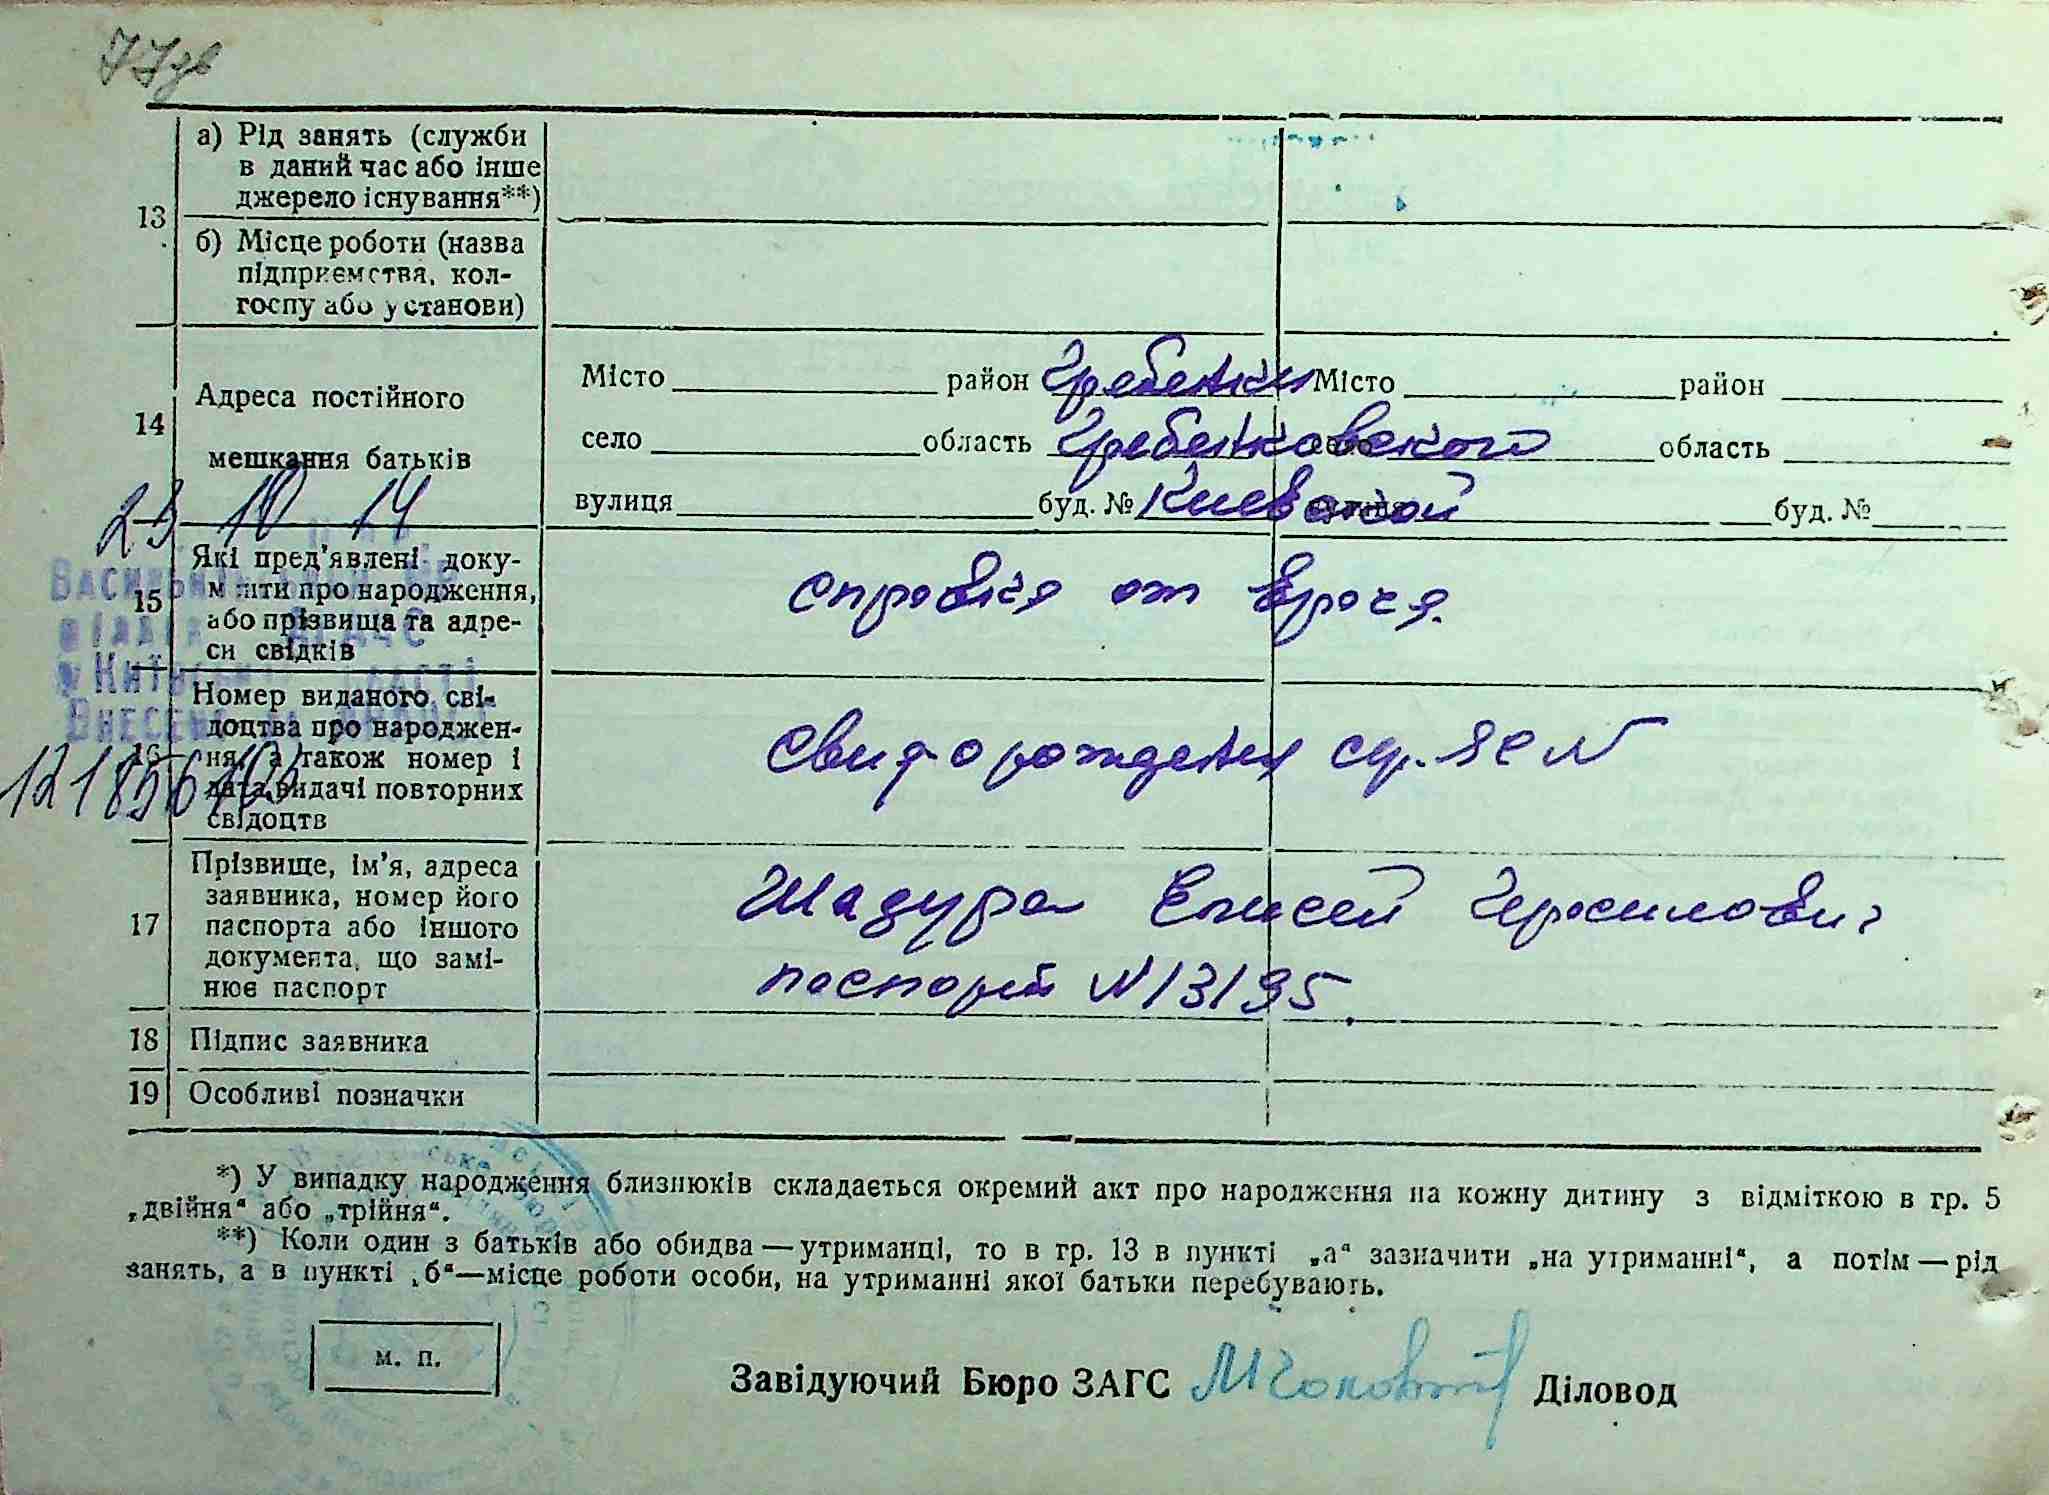 77зв
а) Рід занять (служби
в даний час або інше
джерело існування**)
13
б) Місце роботи (назва
підприємства, кол-
госпу або установи)
Місто район Гребенки Місто район
14 Адреса постійного
село область Гребенковского село область
мешкання батьків
вулиця буд. № Киевской вулиця буд. №
23 10 14
Які пред’явлені доку-
менти про народження,
15 або прізвища та адре-
си свідків
справка от врача.
Васильківський
Внесено
Номер виданого сві-
доцтва про народжен-
16 ня, а також номер і
дата видачі повторних
свідоцтв
свид о рождения сер. ЯС N
Прізвище, ім’я, адреса
заявника, номер його
17 паспорта або іншого
документа, що замі-
нює паспорт
Шадура Елисей Герасимович
паспорт N 13195.
18 Підпис заявника
19 Особливі позначки
*) У випадку народження близнюків складається окремий акт про народження на кожну дитину з відміткою в гр. 5
„двійня“ або „трійня“.
**) Коли один з батьків або обидва — утриманці, то в гр. 13 в пункті „а“ зазначити „на утриманні“, а потім — рід
занять, а в пункті „б“—місце роботи особи, на утриманні якої батьки перебувають.
м. п.
Завідуючий Бюро ЗАГС Діловод